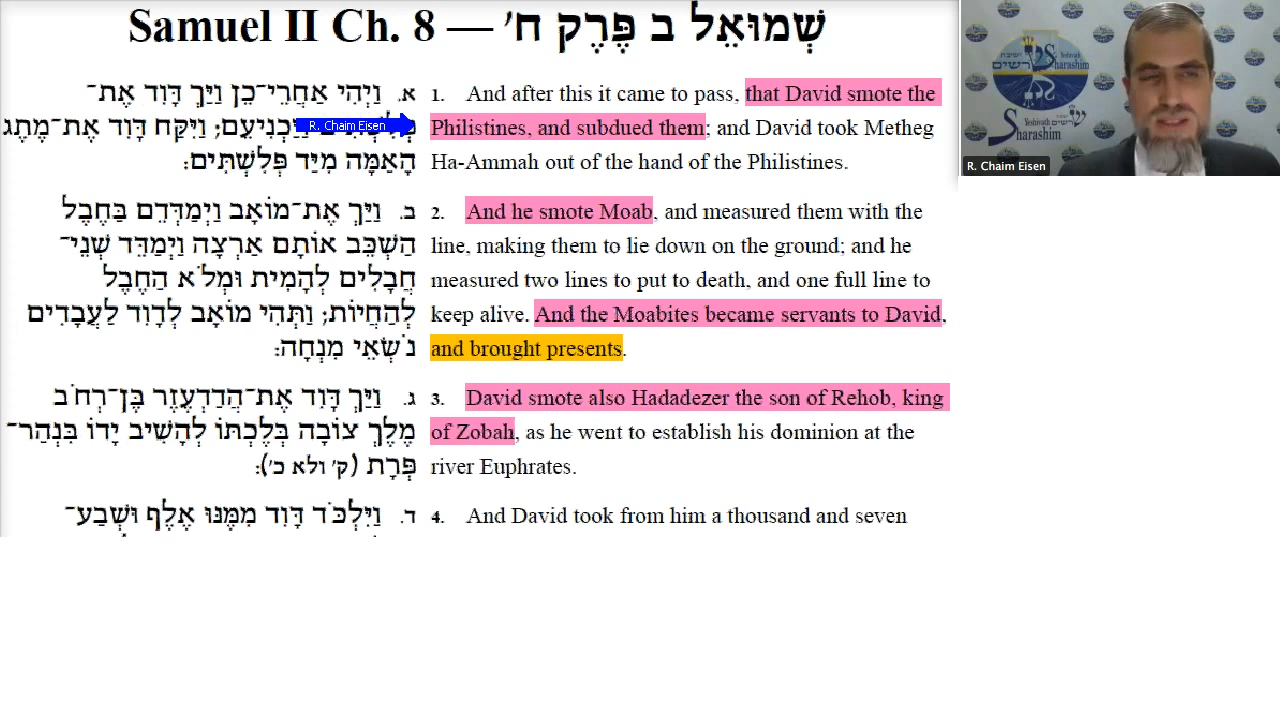 Samuel II Ch. 8 — שְׁמוּאֵל ב פֶּרֶק ח׳
א. וַיְהִי אַחֲרֵי־כֵן וַיַּךְ דָּוִד אֶת־
וַיִּקַּח דָּוִד אֶת־מֶתֶג
הָאַמָּה מִיַּד פְּלִשְׁתִּים:
ב. וַיַּךְ אֶת־מוֹאָב וַיְמַדְּדֵם בַּחֶבֶל
הַשְׁכֵּב אוֹתָם אַרְצָה וַיְמַדֵּד שְׁנֵי־
חֲבָלִים לְהָמִית וּמְלֹא הַחֶבֶל
לְהַחֲיוֹת; וַתְּהִי מוֹאָב לְדָוִד לַעֲבָדִים
נֹשְׂאֵי מִנְחָה:
ג. וַיַּךְ דָּוִד אֶת־הֲדַדְעֶזֶר בֶּן־רְחֹב
מֶלֶךְ צוֹבָה בְּלֶכְתּוֹ לְהָשִׁיב יָדוֹ בִּנְהַר־
פְּרָת (ק׳ ולא כ׳):
ד. וַיִּלְכֹּד דָּוִד מִמֶּנּוּ אֶלֶף וּשְׁבַע־
1. And after this it came to pass, that David smote the
Philistines, and subdued them; and David took Metheg
Ha-Ammah out of the hand of the Philistines.
2. And he smote Moab, and measured them with the
line, making them to lie down on the ground; and he
measured two lines to put to death, and one full line to
keep alive. And the Moabites became servants to David,
and brought presents.
3. David smote also Hadadezer the son of Rehob, king
of Zobah, as he went to establish his dominion at the
river Euphrates.
4. And David took from him a thousand and seven
R. Chaim Eisen
ישיבת שרשים
Yeshivath Sharashim
Yeshivath
Sharashim
R. Chaim Eisen